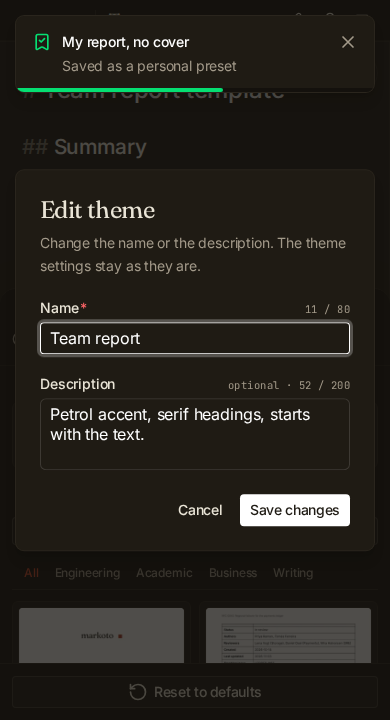 My report, no cover
Saved as a personal preset
# Team report template
## Summary
Edit theme
Change the name or the description. The theme
settings stay as they are.
Name*
11 / 80
Team report
Description
optional · 52 / 200
Petrol accent, serif headings, starts
with the text.
Cancel
Save changes
All
Engineering
Academic
Business
Writing
markoto
Reset to defaults